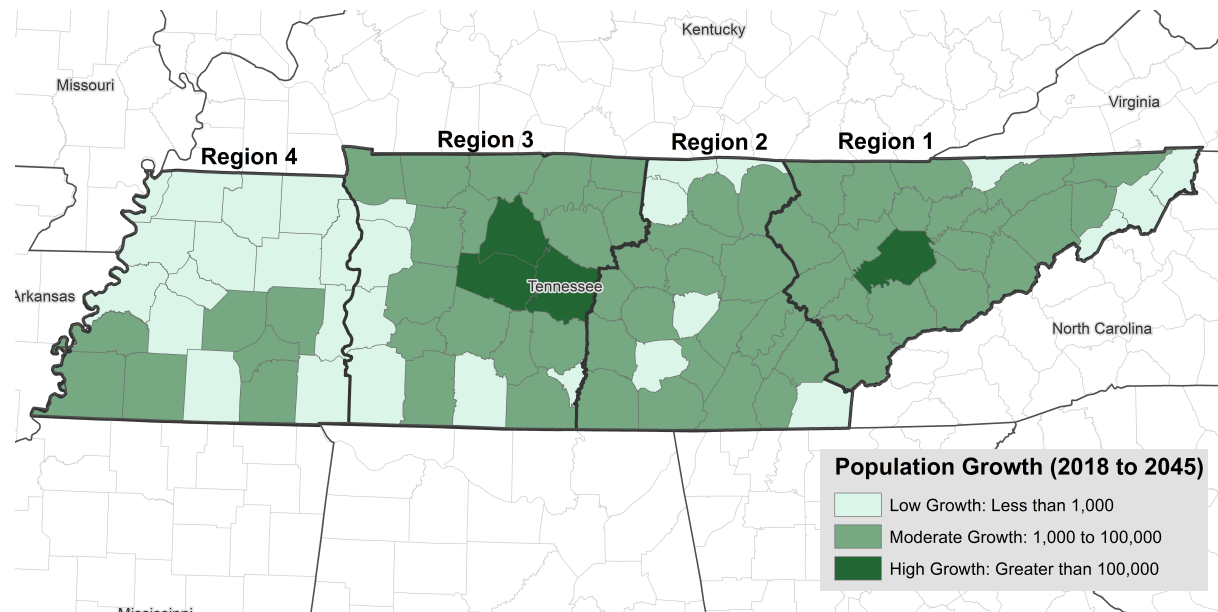 Kentucky
Missouri
Virginia
Region 4
Region 3
Region 2
Region 1
Tennessee
Arkansas
North Carolina
Population Growth (2018 to 2045)
Low Growth: Less than 1,000
Moderate Growth: 1,000 to 100,000
High Growth: Greater than 100,000
Mississippi